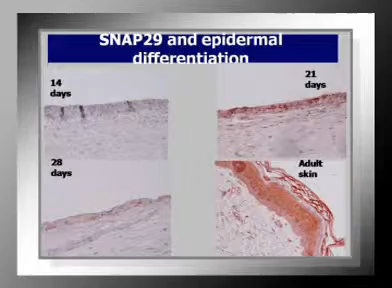 SNAP29 and epidermal
differentiation
14
days
21
days
28
days
Adult
skin